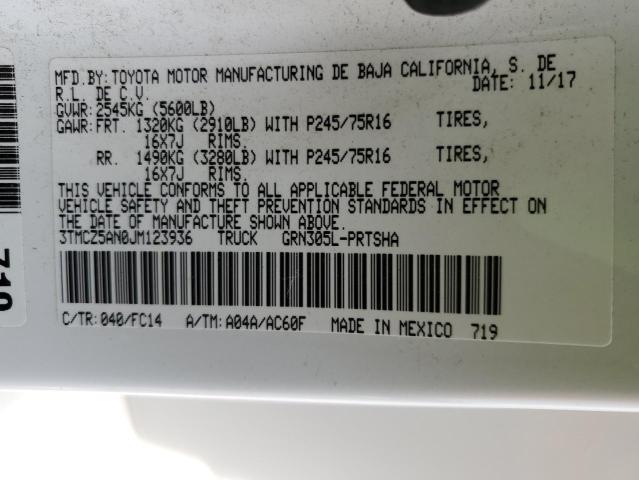 MFD.BY:TOYOTA MOTOR MANUFACTURING DE BAJA CALIFORNIA, S. DE
R.L. DE C.V. DATE: 11/17
GVWR:2545KG (5600LB)
GAWR:FRT. 1320KG (2910LB) WITH P245/75R16 TIRES,
16X7J RIMS.
RR. 1490KG (3280LB) WITH P245/75R16 TIRES,
16X7J RIMS.
THIS VEHICLE CONFORMS TO ALL APPLICABLE FEDERAL MOTOR
VEHICLE SAFETY AND THEFT PREVENTION STANDARDS IN EFFECT ON
THE DATE OF MANUFACTURE SHOWN ABOVE.
3TMCZ5AN0JM123936 TRUCK GRN305L-PRTSHA
C/TR:040/FC14 A/TM:A04A/AC60F MADE IN MEXICO 719